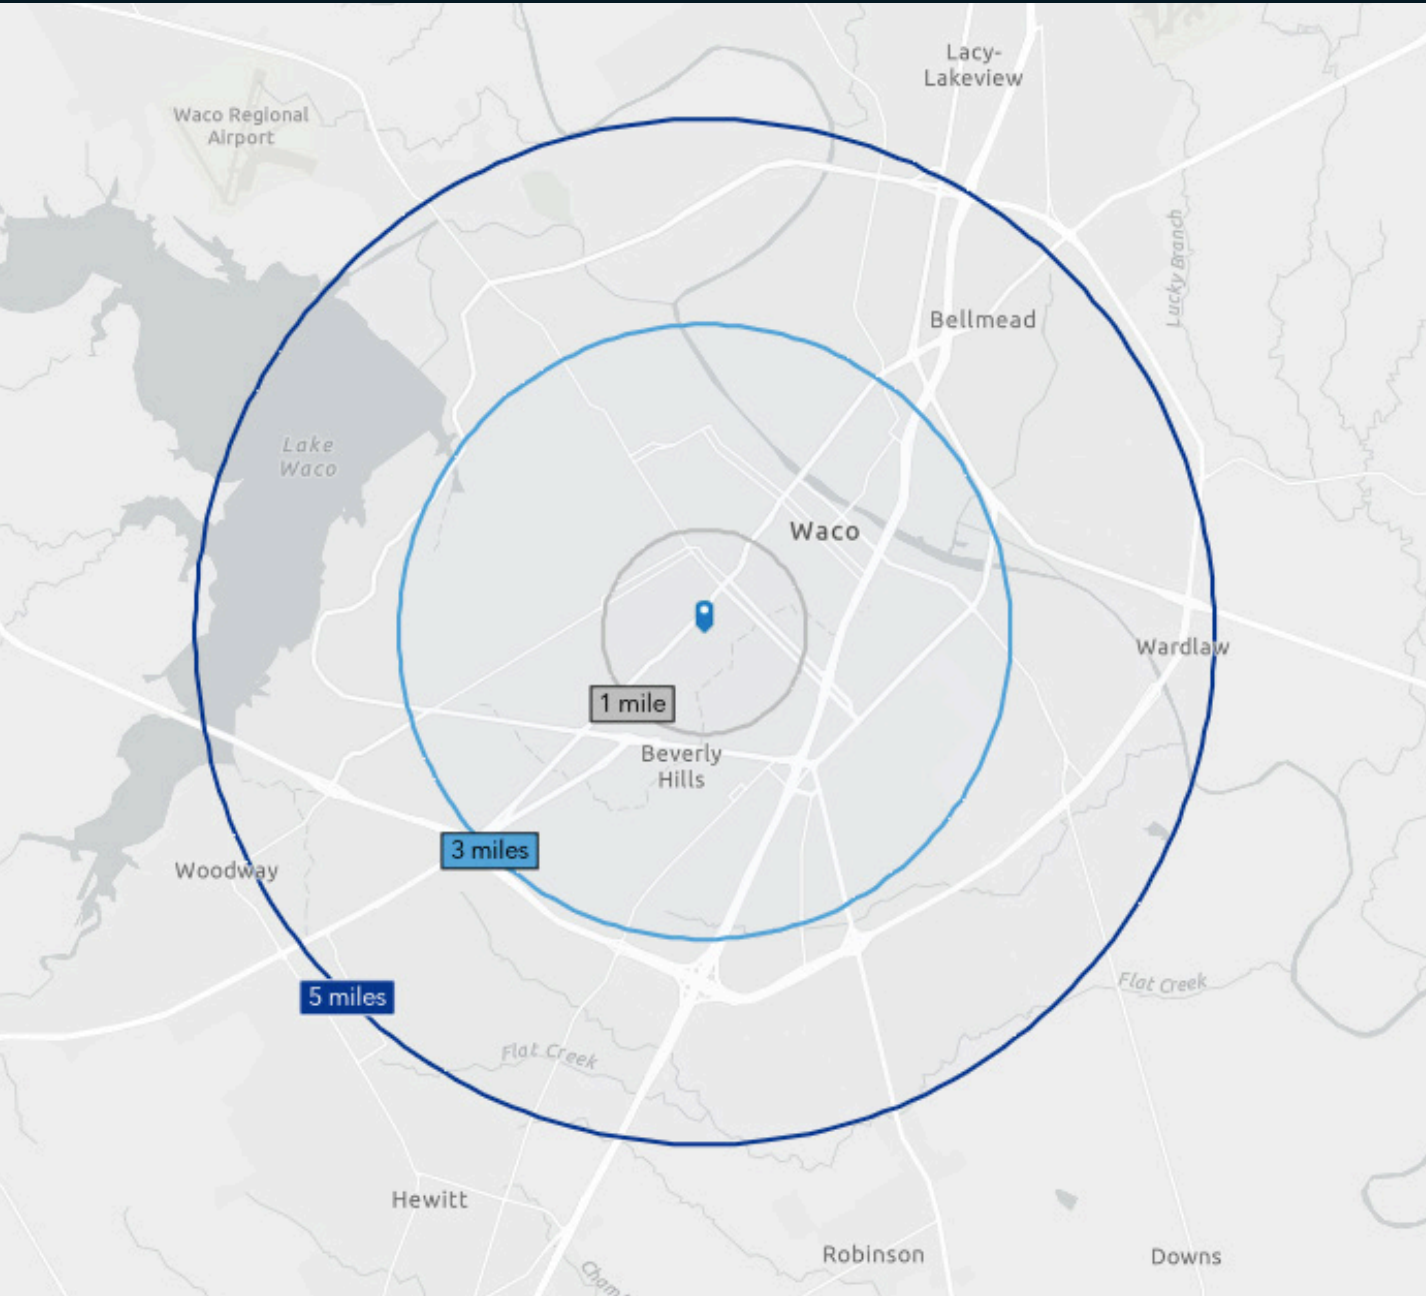 Lacy-
Lakeview
Waco Regional
Airport
Lucky Branch
Bellmead
Lake
Waco
Waco
Wardlaw
1 mile
Beverly
Hills
3 miles
Woodway
5 miles
Flat Creek
Flat Creek
Hewitt
Robinson
Downs